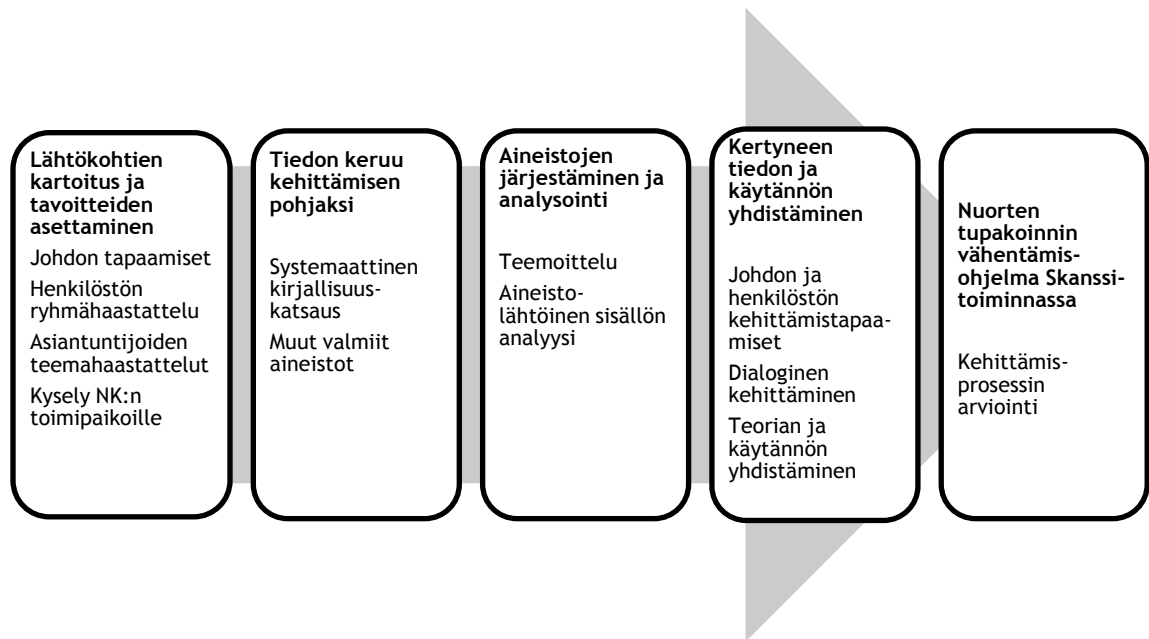 Lähtökohtien
kartoitus ja
tavoitteiden
asettaminen
Johdon tapaamiset
Henkilöstön
ryhmähaastattelu
Asiantuntijoiden
teemahaastattelut
Kysely NK:n
toimipaikoille
Tiedon keruu
kehittämisen
pohjaksi
Systemaattinen
kirjallisuus-
katsaus
Muut valmiit
aineistot
Aineistojen
järjestäminen ja
analysointi
Teemoittelu
Aineisto-
lähtöinen sisällön
analyysi
Kertyneen
tiedon ja
käytännön
yhdistäminen
Johdon ja
henkilöstön
kehittämistapaa-
miset
Dialoginen
kehittäminen
Teorian ja
käytännön
yhdistäminen
Nuorten
tupakoinnin
vähentämis-
ohjelma Skanssi-
toiminnassa
Kehittämis-
prosessin
arviointi